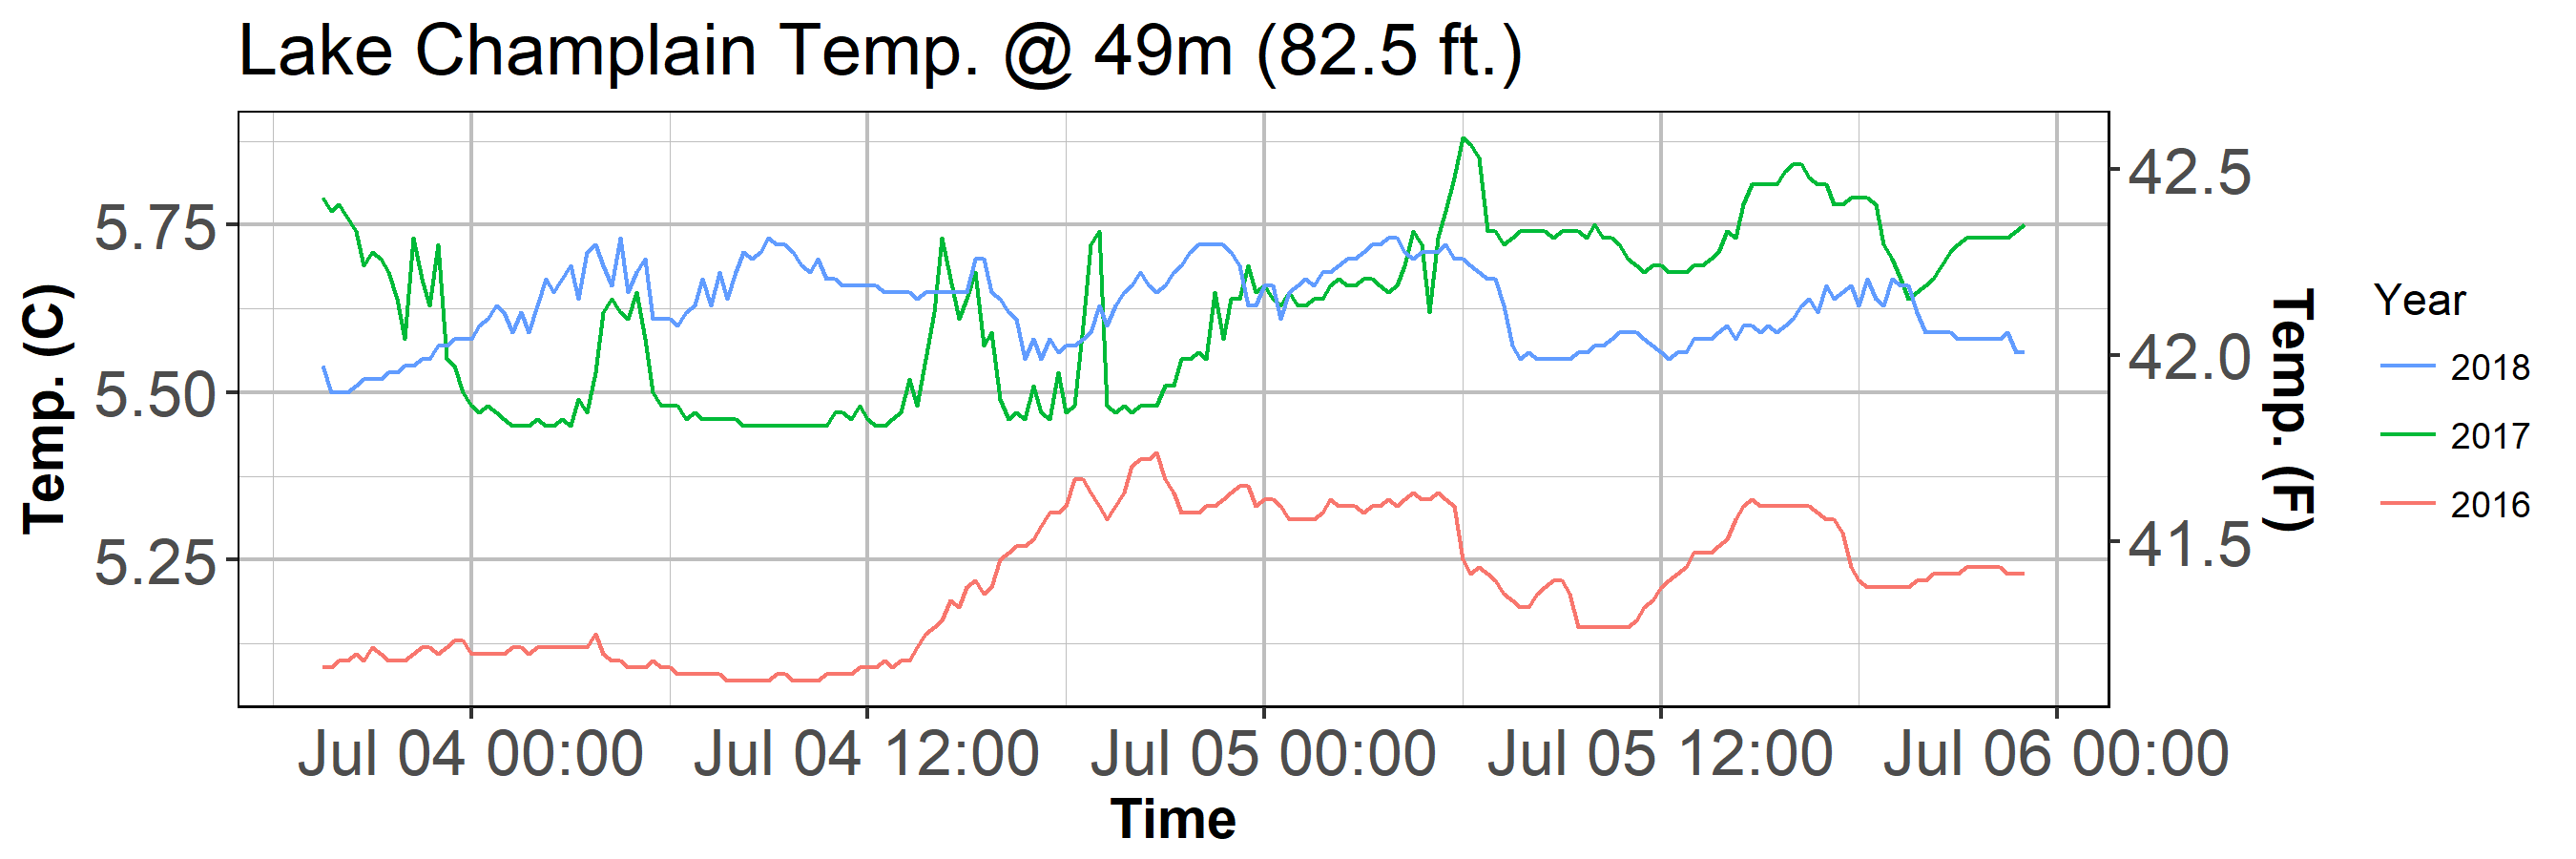 Lake Champlain Temp. @ 49m (82.5 ft.)
Temp. (C)
5.75
5.50
5.25
42.5
42.0
41.5
Temp. (F)
Jul 04 00:00 Jul 04 12:00 Jul 05 00:00 Jul 05 12:00 Jul 06 00:00
Time
Year
2018
2017
2016